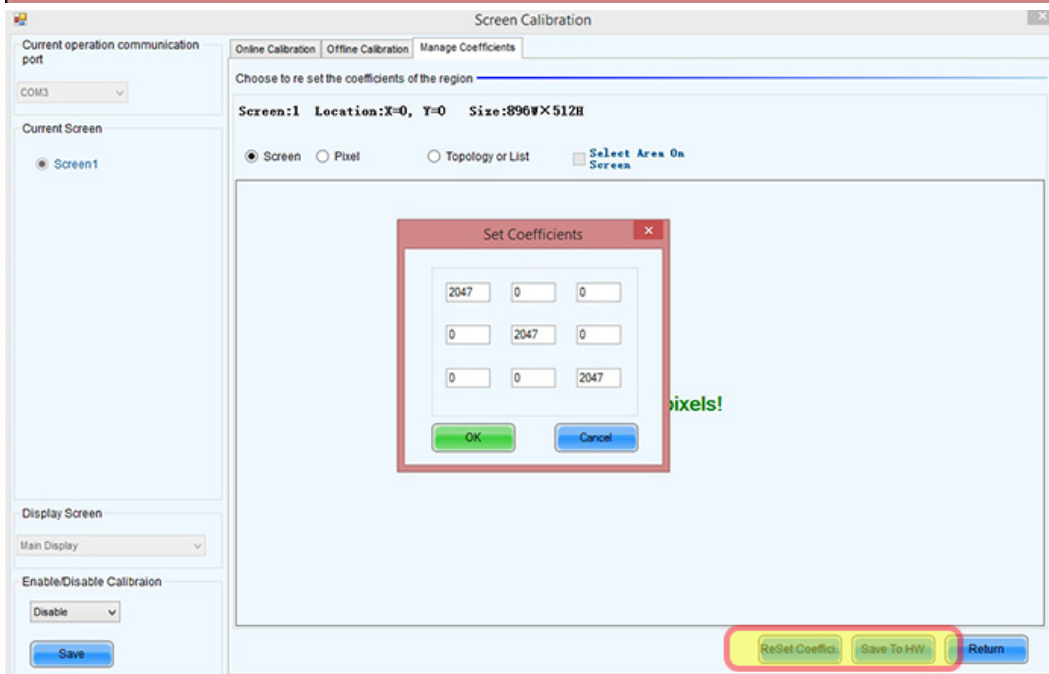 Screen Calibration
Current operation communication
port
COM3
Current Screen
Screen1
Display Screen
Main Display
Enable/Disable Calibraion
Disable
Save
Online Calibration
Offline Calibration
Manage Coefficients
Choose to re set the coefficients of the region
Screen:1 Location:X=0, Y=0 Size:896W×512H
Screen
Pixel
Topology or List
Select Area On
Screen
Set Coefficients
2047 0 0
0 2047 0
0 0 2047
OK
Cancel
pixels!
ReSet Coeffici.
Save To HW
Return